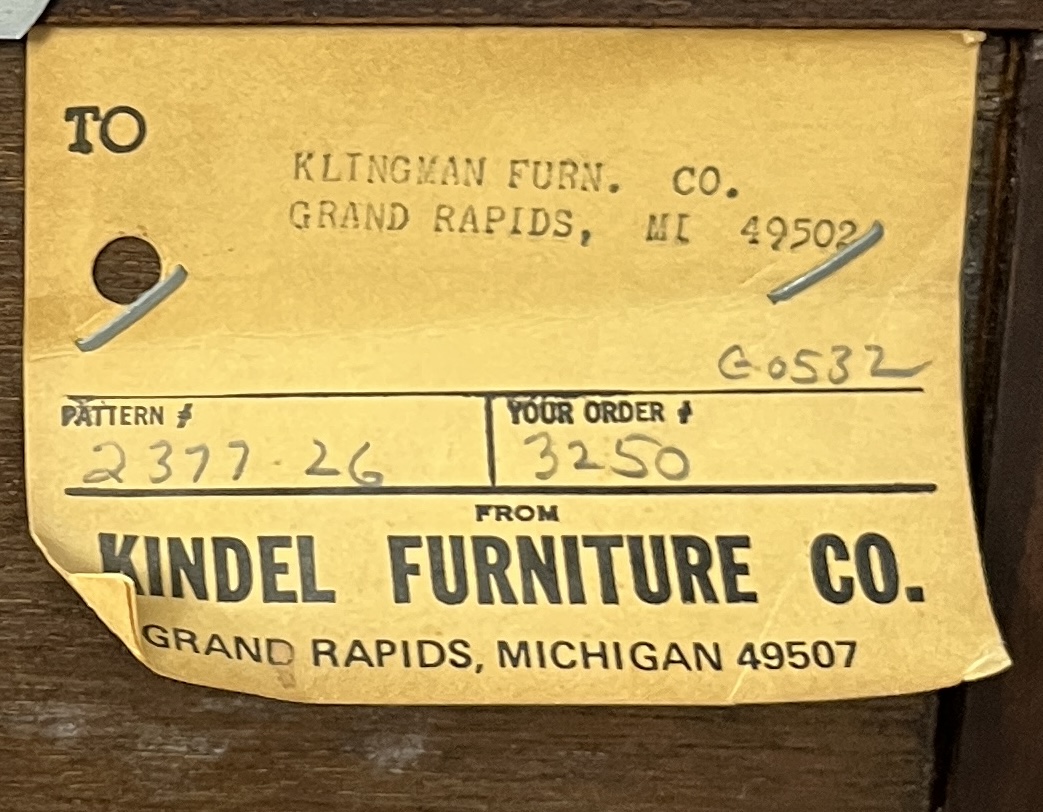 TO
KLINGMAN FURN. CO.
GRAND RAPIDS, MI 49502
G0532
PATTERN #
2377-26
YOUR ORDER #
3250
FROM
KINDEL FURNITURE CO.
GRAND RAPIDS, MICHIGAN 49507